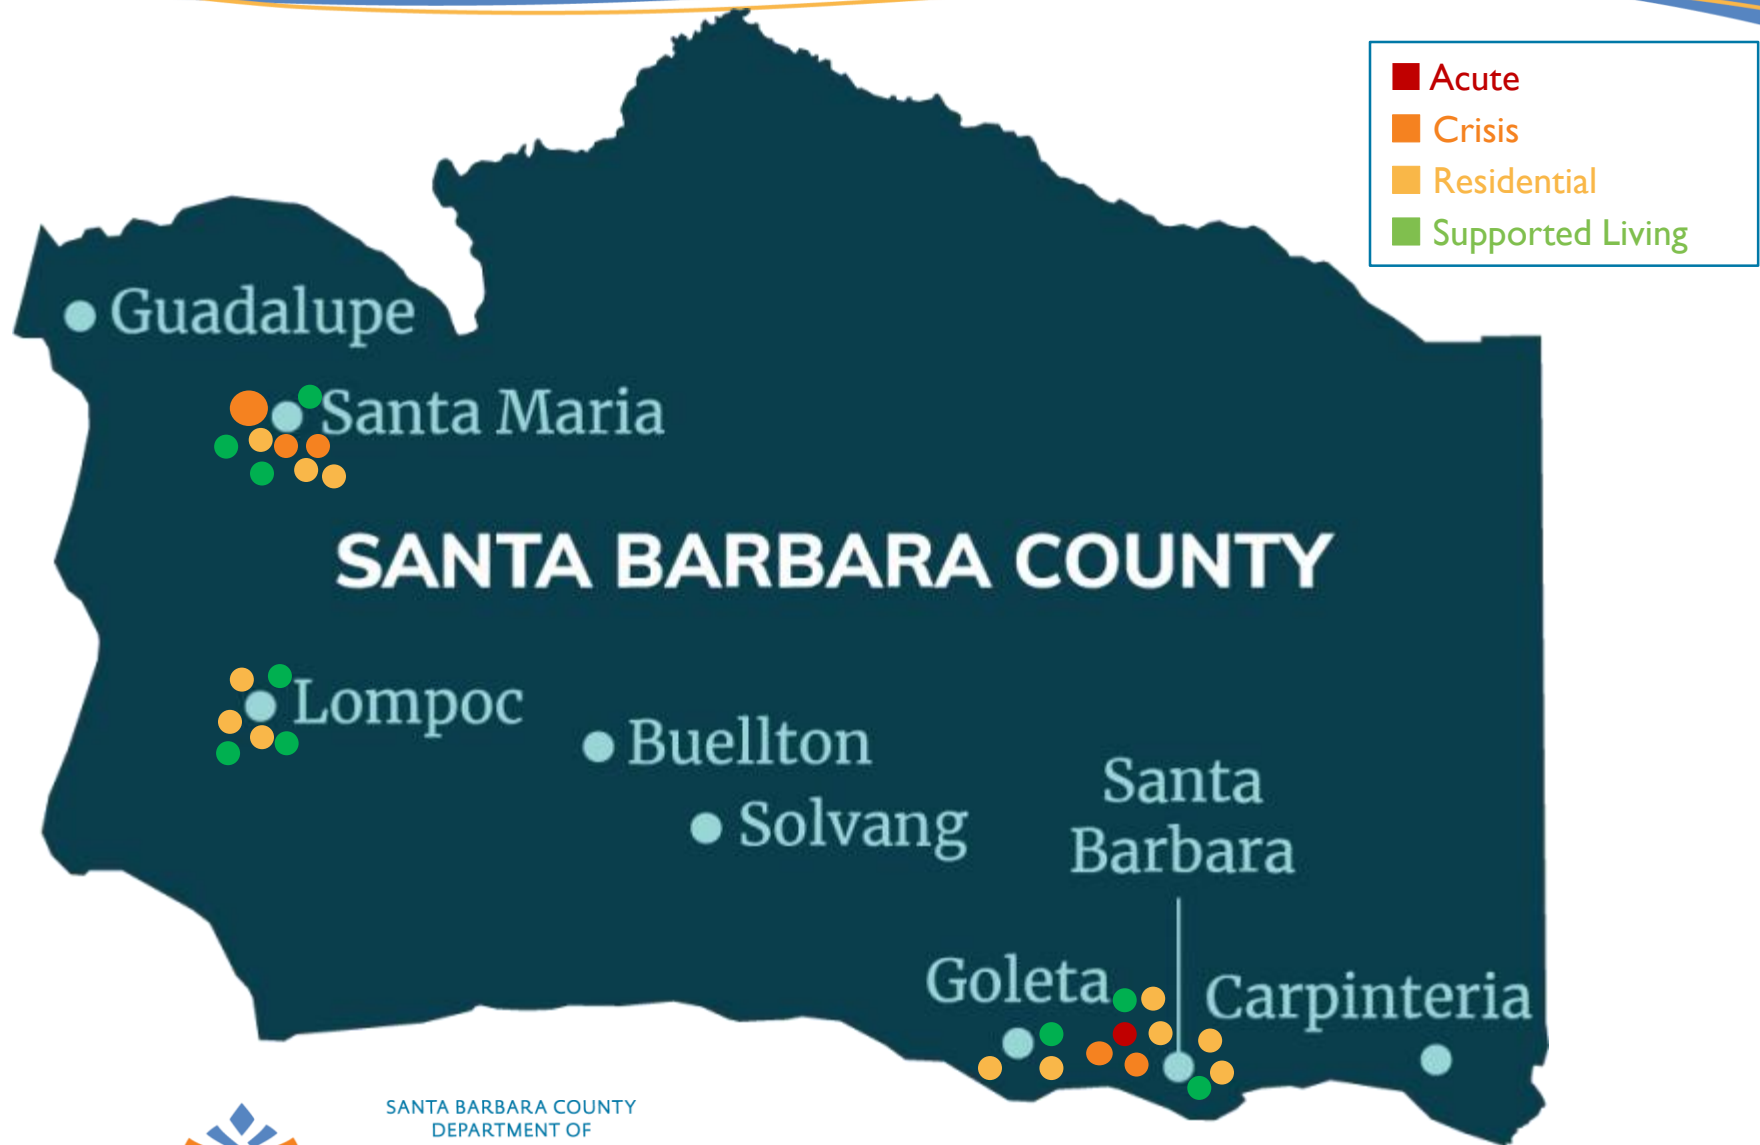 Acute
Crisis
Residential
Supported Living
Guadalupe
Santa Maria
SANTA BARBARA COUNTY
Lompoc
Buellton
Solvang
Santa
Barbara
Goleta
Carpinteria
SANTA BARBARA COUNTY
DEPARTMENT OF